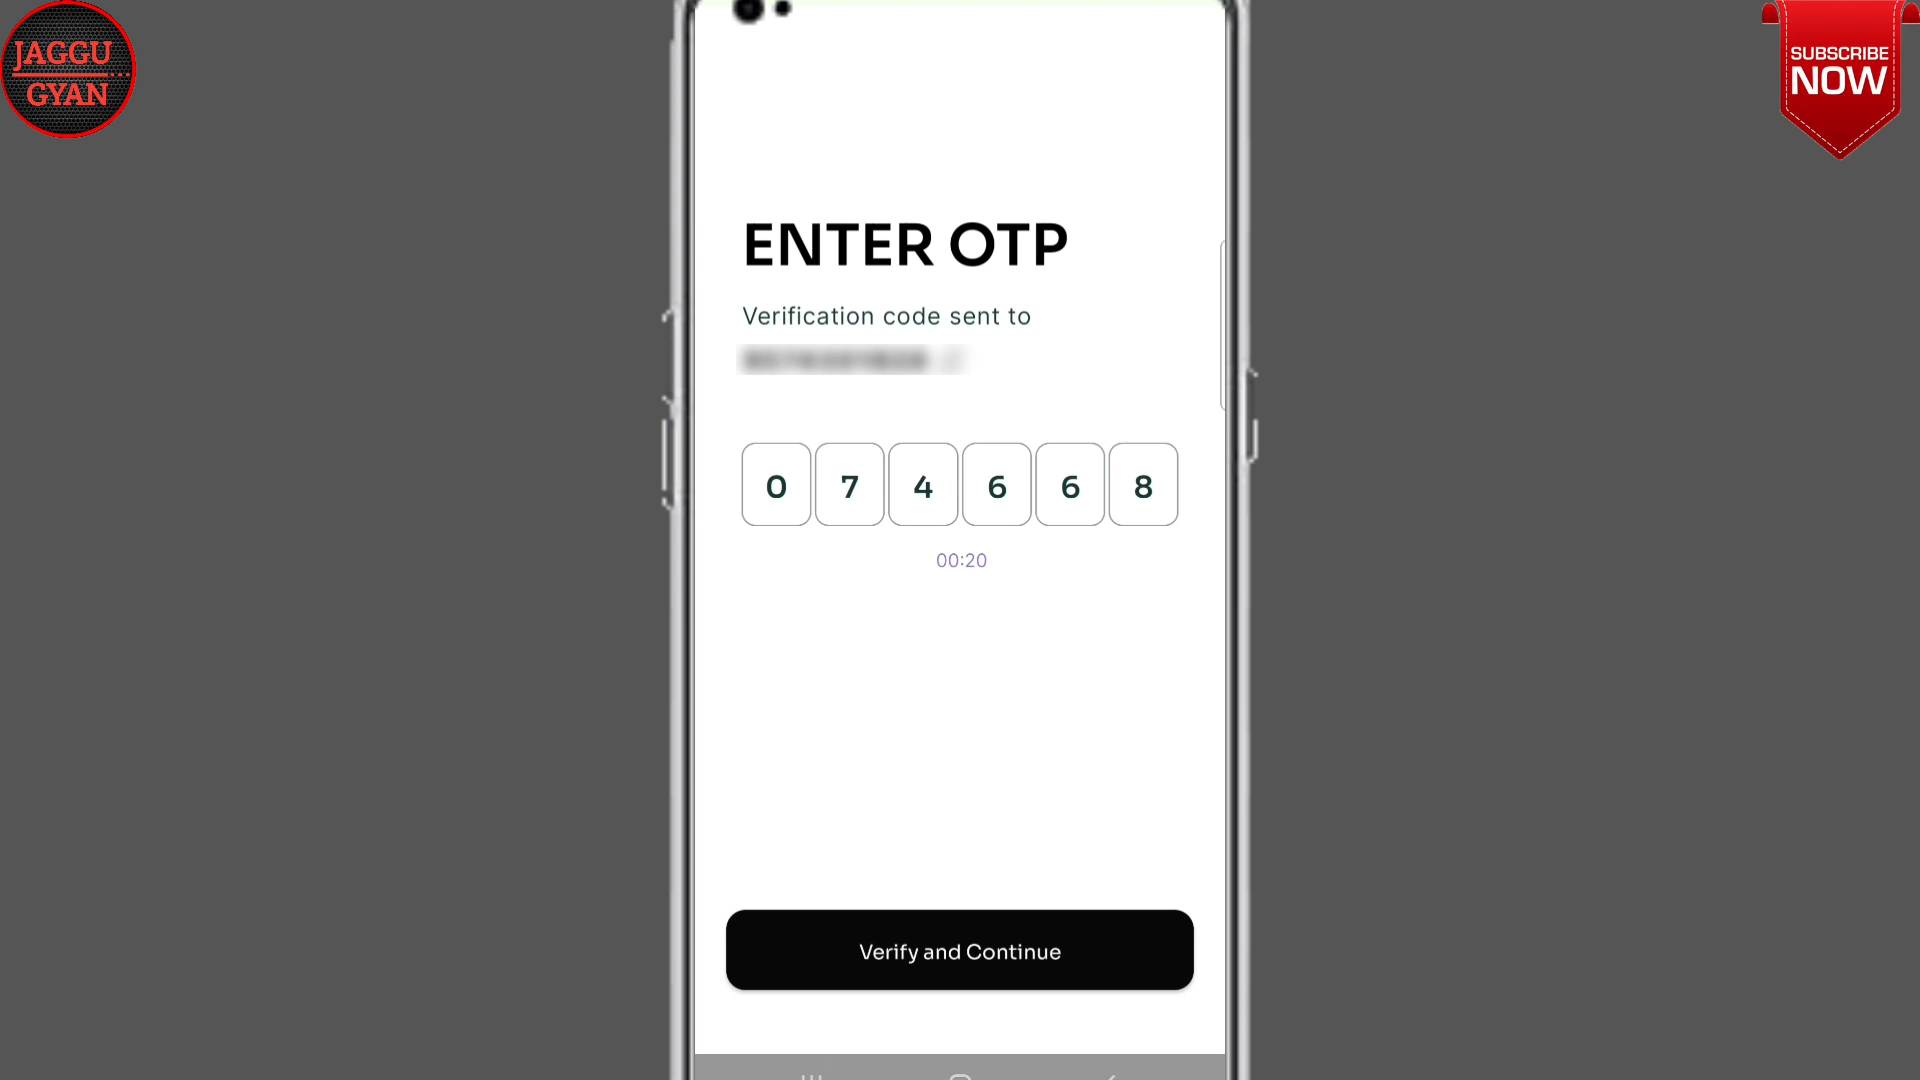 JAGGU
GYAN
SUBSCRIBE
NOW
ENTER OTP
Verification code sent to
0 7 4 6 6 8
00:20
Verify and Continue